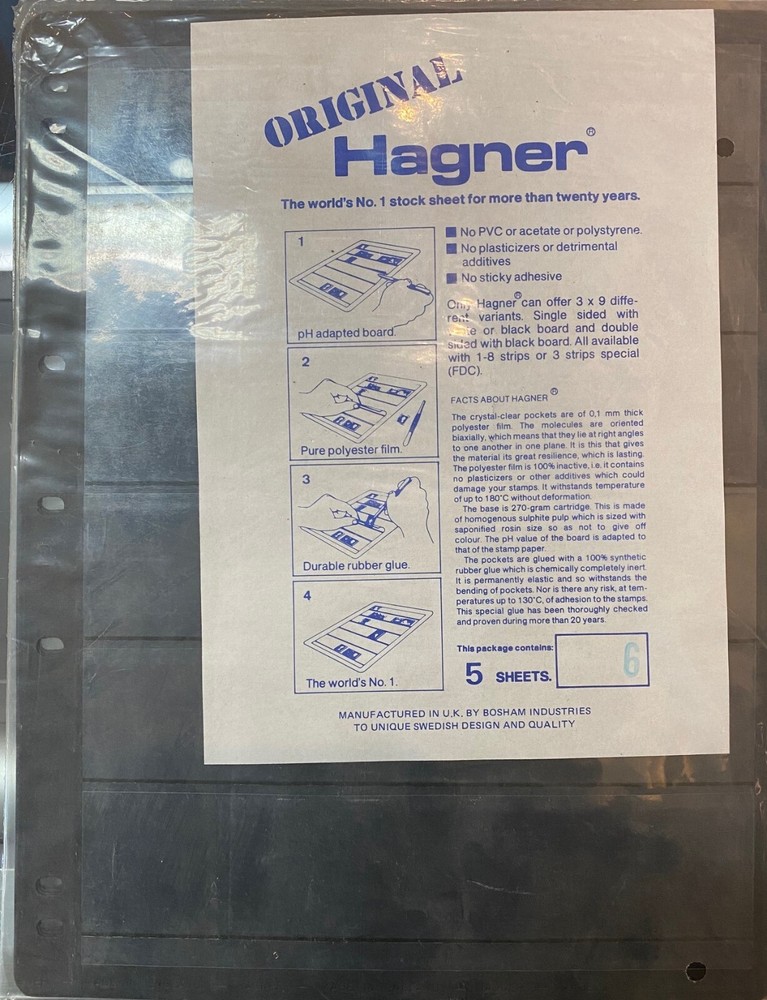 ORIGINAL
Hagner®
The world's No. 1 stock sheet for more than twenty years.
1
pH adapted board.
2
Pure polyester film.
3
Durable rubber glue.
4
The world's No. 1.
■ No PVC or acetate or polystyrene.
■ No plasticizers or detrimental
additives
■ No sticky adhesive
Only Hagner® can offer 3 x 9 diffe-
rent variants. Single sided with
or black board and double
sided with black board. All available
with 1-8 strips or 3 strips special
(FDC).
FACTS ABOUT HAGNER ®
The crystal-clear pockets are of 0,1 mm thick
polyester film. The molecules are oriented
biaxially, which means that they lie at right angles
to one another in one plane. It is this that gives
the material its great resilience, which is lasting.
The polyester film is 100% inactive, i.e. it contains
no plasticizers or other additives which could
damage your stamps. It withstands temperature
of up to 180°C without deformation.
The base is 270-gram cartridge. This is made
of homogenous sulphite pulp which is sized with
saponified rosin size so as not to give off
colour. The pH value of the board is adapted to
that of the stamp paper.
The pockets are glued with a 100% synthetic
rubber glue which is chemically completely inert.
It is permanently elastic and so withstands the
bending of pockets. Nor is there any risk, at tem-
peratures up to 130°C, of adhesion to the stamps.
This special glue has been thoroughly checked
and proven during more than 20 years.
This package contains:
5 SHEETS.
6
MANUFACTURED IN U.K. BY BOSHAM INDUSTRIES
TO UNIQUE SWEDISH DESIGN AND QUALITY